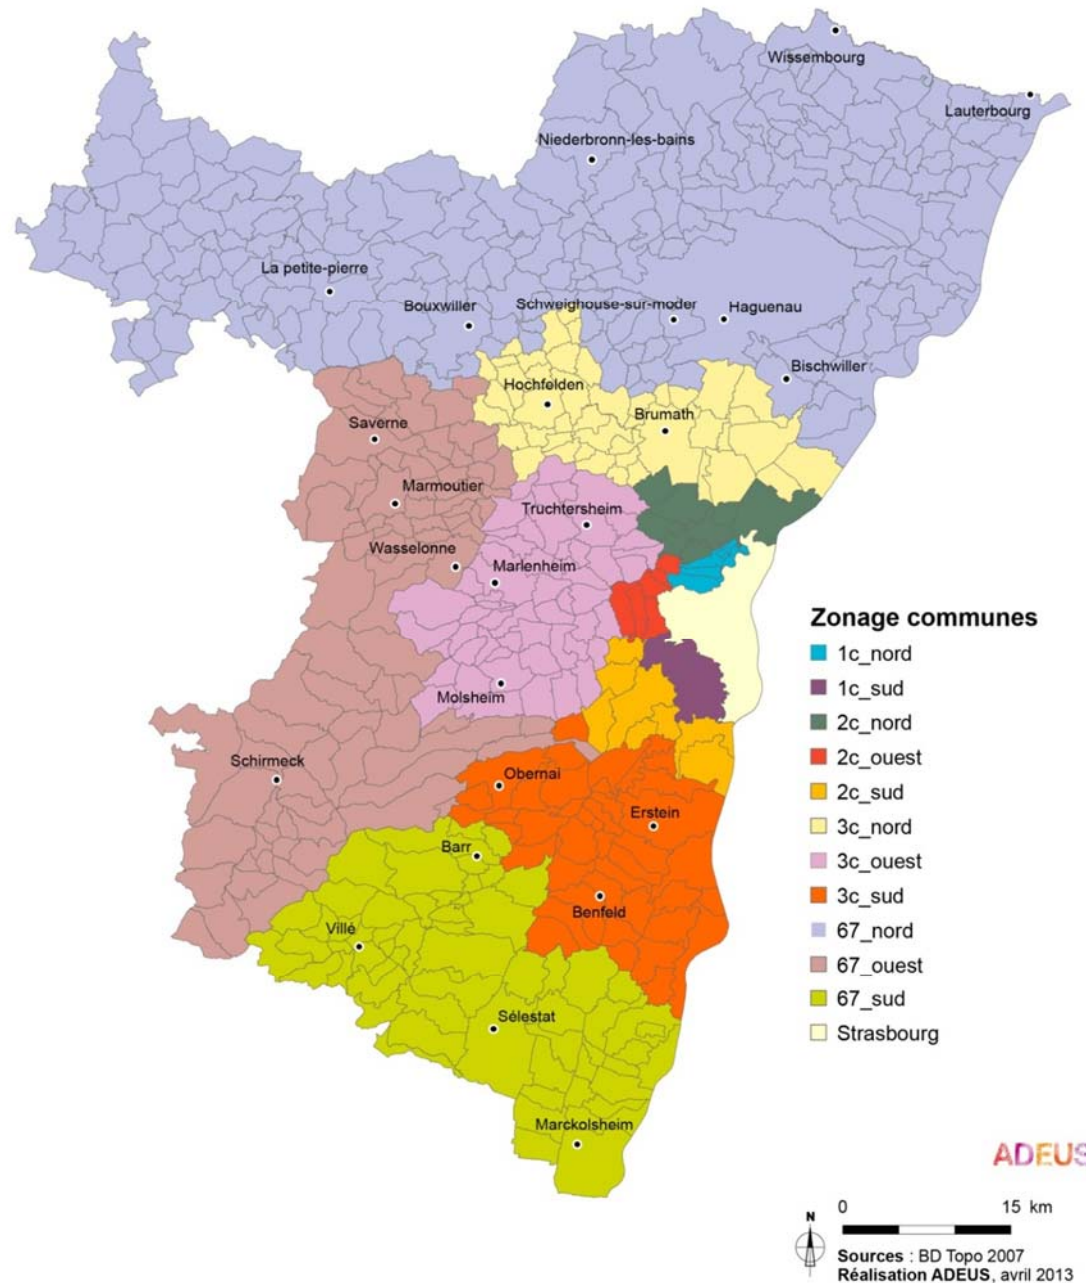 Wissembourg
Lauterbourg
Niederbronn-les-bains
La petite-pierre
Bouxwiller
Schweighouse-sur-moder
Haguenau
Bischwiller
Hochfelden
Brumath
Saverne
Marmoutier
Truchtersheim
Wasselonne
Marlenheim
Molsheim
Schirmeck
Obernai
Erstein
Barr
Benfeld
Villé
Sélestat
Marckolsheim
Zonage communes
1c_nord
1c_sud
2c_nord
2c_ouest
2c_sud
3c_nord
3c_ouest
3c_sud
67_nord
67_ouest
67_sud
Strasbourg
ADEUS
0 15 km
N
Sources : BD Topo 2007
Réalisation ADEUS, avril 2013